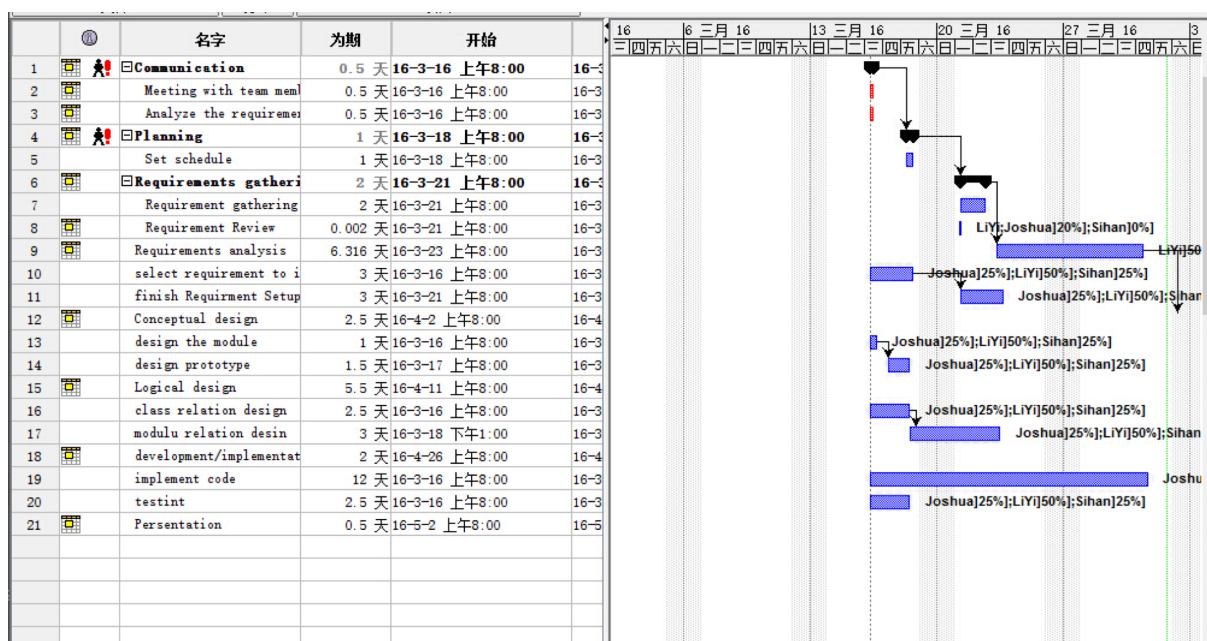 名字 为期 开始
16 6 三月 16 13 三月 16 20 三月 16 27 三月 16 3
三 四 五 六 日 一 二 三 四 五 六 日 一 二 三 四 五 六 日 一 二 三 四 五 六 日 一 二 三 四 五 六 日
1 Communication 0.5 天 16-3-16 上午8:00 16-3
2 Meeting with team mem 0.5 天 16-3-16 上午8:00 16-3
3 Analyze the requiremen 0.5 天 16-3-16 上午8:00 16-3
4 Planning 1 天 16-3-18 上午8:00 16-3
5 Set schedule 1 天 16-3-18 上午8:00 16-3
6 Requirements gatheri 2 天 16-3-21 上午8:00 16-3
7 Requirement gathering 2 天 16-3-21 上午8:00 16-3
8 Requirement Review 0.002 天 16-3-21 上午8:00 16-3 LiYi;Joshua]20%];Sihan]0%]
9 Requirements analysis 6.316 天 16-3-23 上午8:00 16-3 LiYi]50
10 select requirement to i 3 天 16-3-16 上午8:00 16-3 Joshua]25%];LiYi]50%];Sihan]25%]
11 finish Requirment Setup 3 天 16-3-21 上午8:00 16-3 Joshua]25%];LiYi]50%];Sihan
12 Conceptual design 2.5 天 16-4-2 上午8:00 16-4
13 design the module 1 天 16-3-16 上午8:00 16-3 Joshua]25%];LiYi]50%];Sihan]25%]
14 design prototype 1.5 天 16-3-17 上午8:00 16-3 Joshua]25%];LiYi]50%];Sihan]25%]
15 Logical design 5.5 天 16-4-11 上午8:00 16-4
16 class relation design 2.5 天 16-3-16 上午8:00 16-3 Joshua]25%];LiYi]50%];Sihan]25%]
17 modulu relation desin 3 天 16-3-18 下午1:00 16-3 Joshua]25%];LiYi]50%];Sihan
18 development/implementat 2 天 16-4-26 上午8:00 16-4
19 implement code 12 天 16-3-16 上午8:00 16-3 Joshu
20 testint 2.5 天 16-3-16 上午8:00 16-3 Joshua]25%];LiYi]50%];Sihan]25%]
21 Persentation 0.5 天 16-5-2 上午8:00 16-5